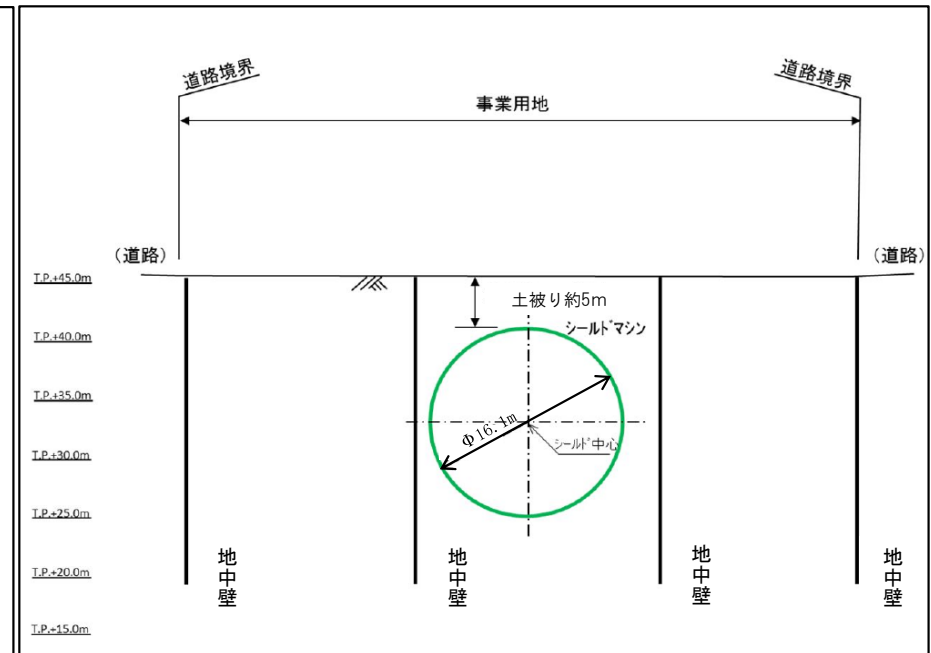 道路境界
道路境界
事業用地
(道路)
(道路)
T.P.+45.0m
土被り約5m
シールドマシン
T.P.+40.0m
T.P.+35.0m
Φ16.1m
シールド中心
T.P.+30.0m
T.P.+25.0m
T.P.+20.0m
地中壁
地中壁
地中壁
地中壁
T.P.+15.0m